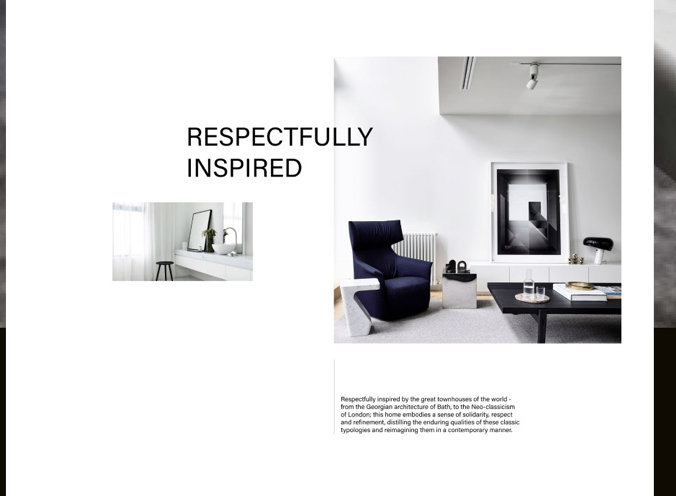 RESPECTFULLY
INSPIRED
Respectfully inspired by the great townhouses of the world -
from the Georgian architecture of Bath, to the Neo-classicism
of London; this home embodies a sense of solidarity, respect
and refinement, distilling the enduring qualities of these classic
typologies and reimagining them in a contemporary manner.